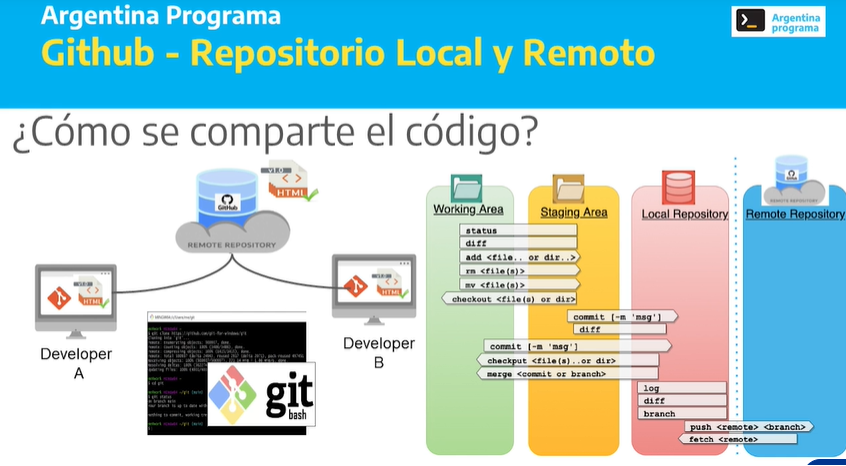 Argentina Programa
Github - Repositorio Local y Remoto
Argentina
programa
¿Cómo se comparte el código?
V1.0
HTML
GitHub
REMOTE REPOSITORY
HTML
HTML
Developer
A
Developer
B
git
bash
Working Area
Staging Area
Local Repository
Remote Repository
REMOTE REPOSITORY
status
diff
add <file.. or dir..>
rm <file(s)>
mv <file(s)>
checkout <file(s) or dir>
commit [-m 'msg']
diff
commit [-m 'msg']
checkput <file(s)..or dir>
merge <commit or branch>
log
diff
branch
push <remote> <branch>
fetch <remote>